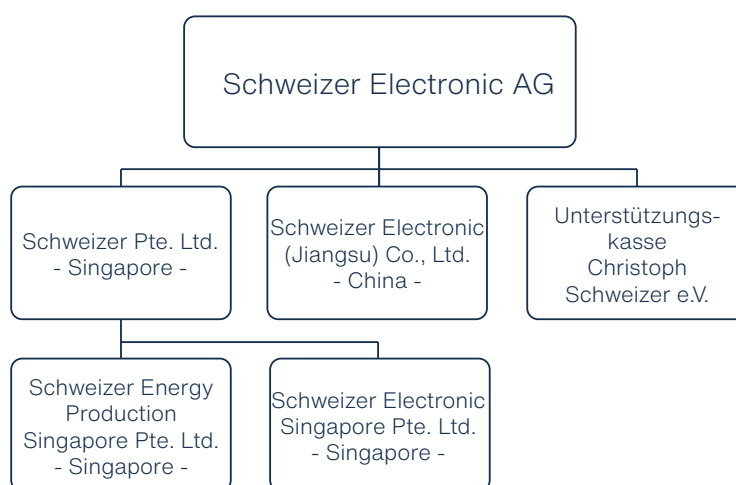 Schweizer Electronic AG
Schweizer Pte. Ltd.
- Singapore -
Schweizer Electronic
(Jiangsu) Co., Ltd.
- China -
Unterstützungs-
kasse
Christoph
Schweizer e.V.
Schweizer Energy
Production
Singapore Pte. Ltd.
- Singapore -
Schweizer Electronic
Singapore Pte. Ltd.
- Singapore -